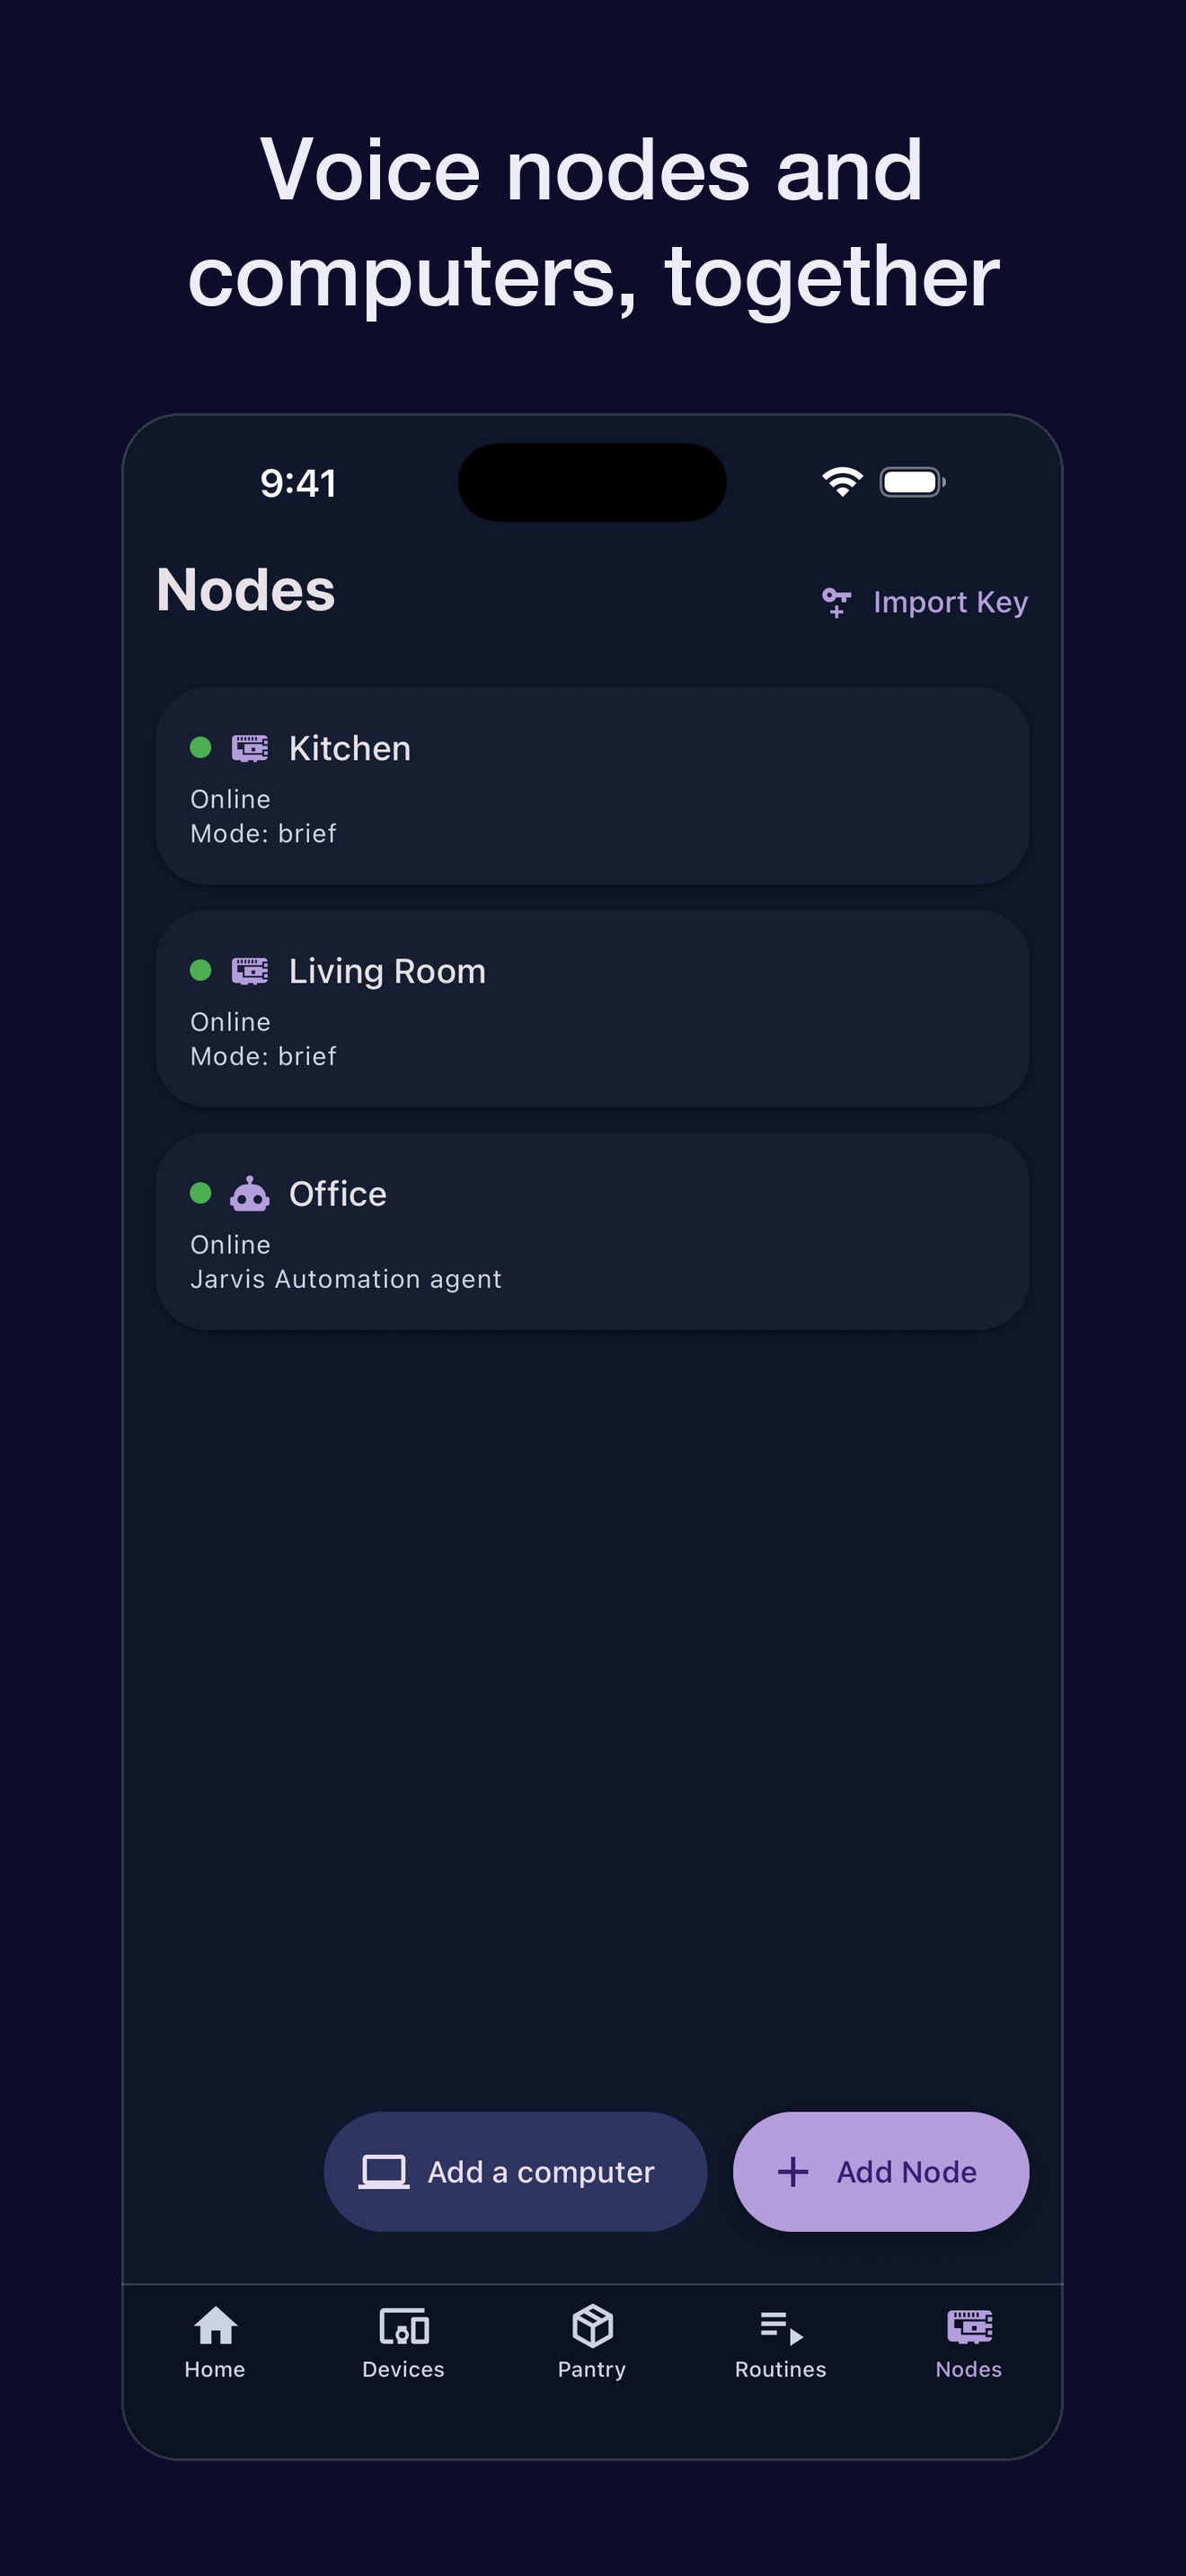 Voice nodes and
computers, together
9:41
Nodes
Import Key
Kitchen
Online
Mode: brief
Living Room
Online
Mode: brief
Office
Online
Jarvis Automation agent
Add a computer
Add Node
Home
Devices
Pantry
Routines
Nodes